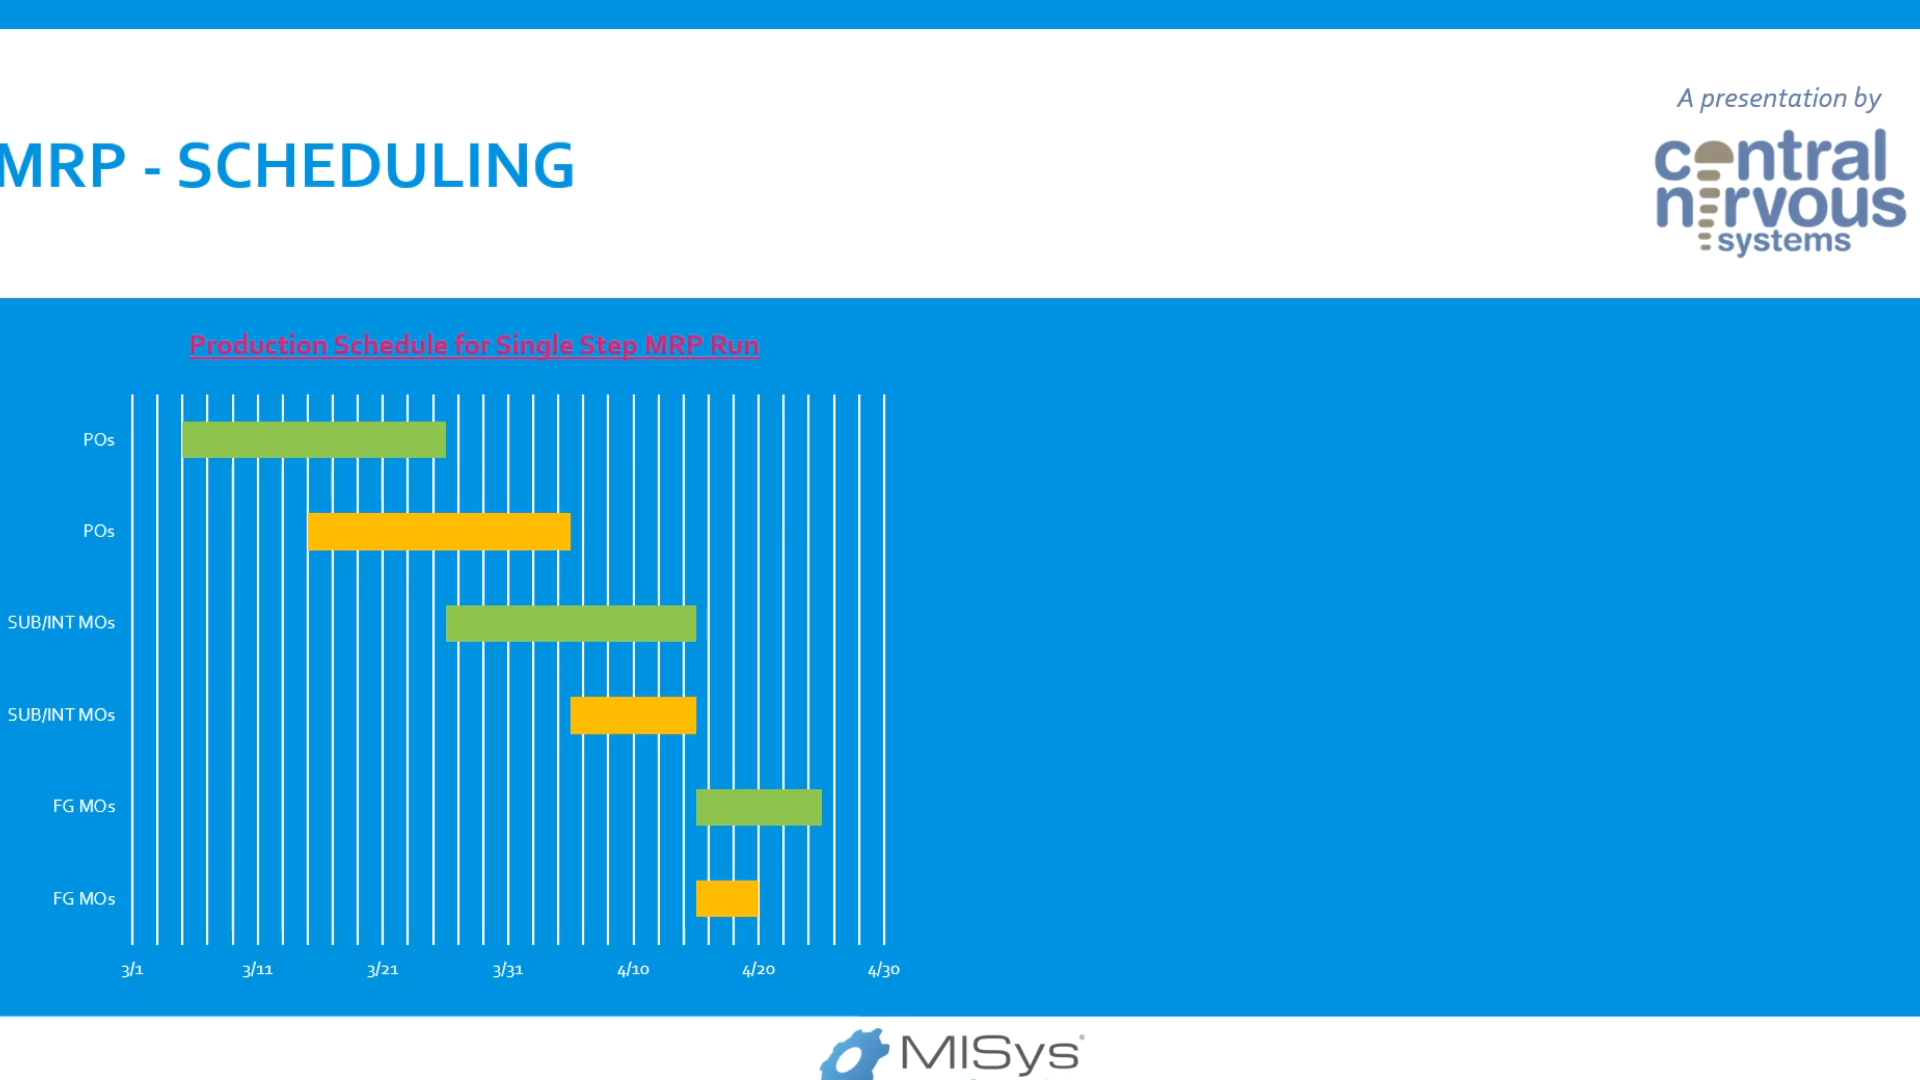 A presentation by
MRP - SCHEDULING
central
nervous
systems
Production Schedule for Single Step MRP Run
POs
POs
SUB/INT MOs
SUB/INT MOs
FG MOs
FG MOs
3/1 3/11 3/21 3/31 4/10 4/20 4/30
MISys®